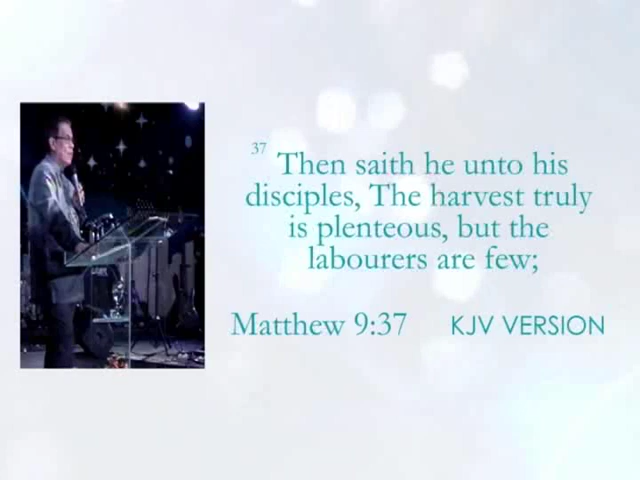 37 Then saith he unto his
disciples, The harvest truly
is plenteous, but the
labourers are few;
Matthew 9:37 KJV VERSION